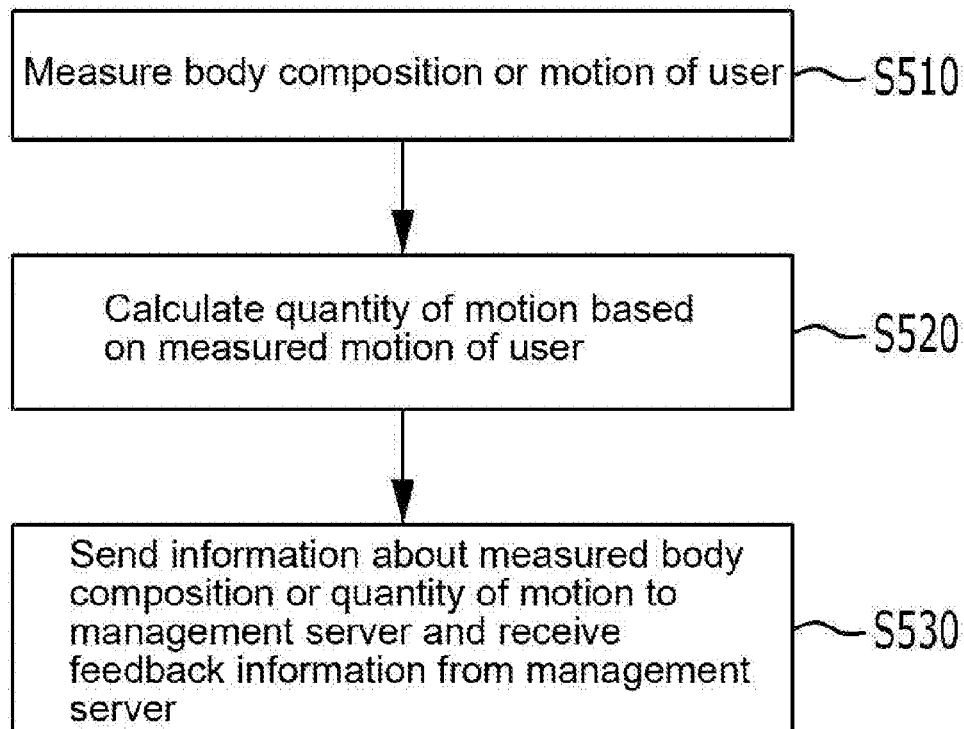 Measure body composition or motion of user
S510
Calculate quantity of motion based
on measured motion of user
S520
Send information about measured body
composition or quantity of motion to
management server and receive
feedback information from management
server
S530